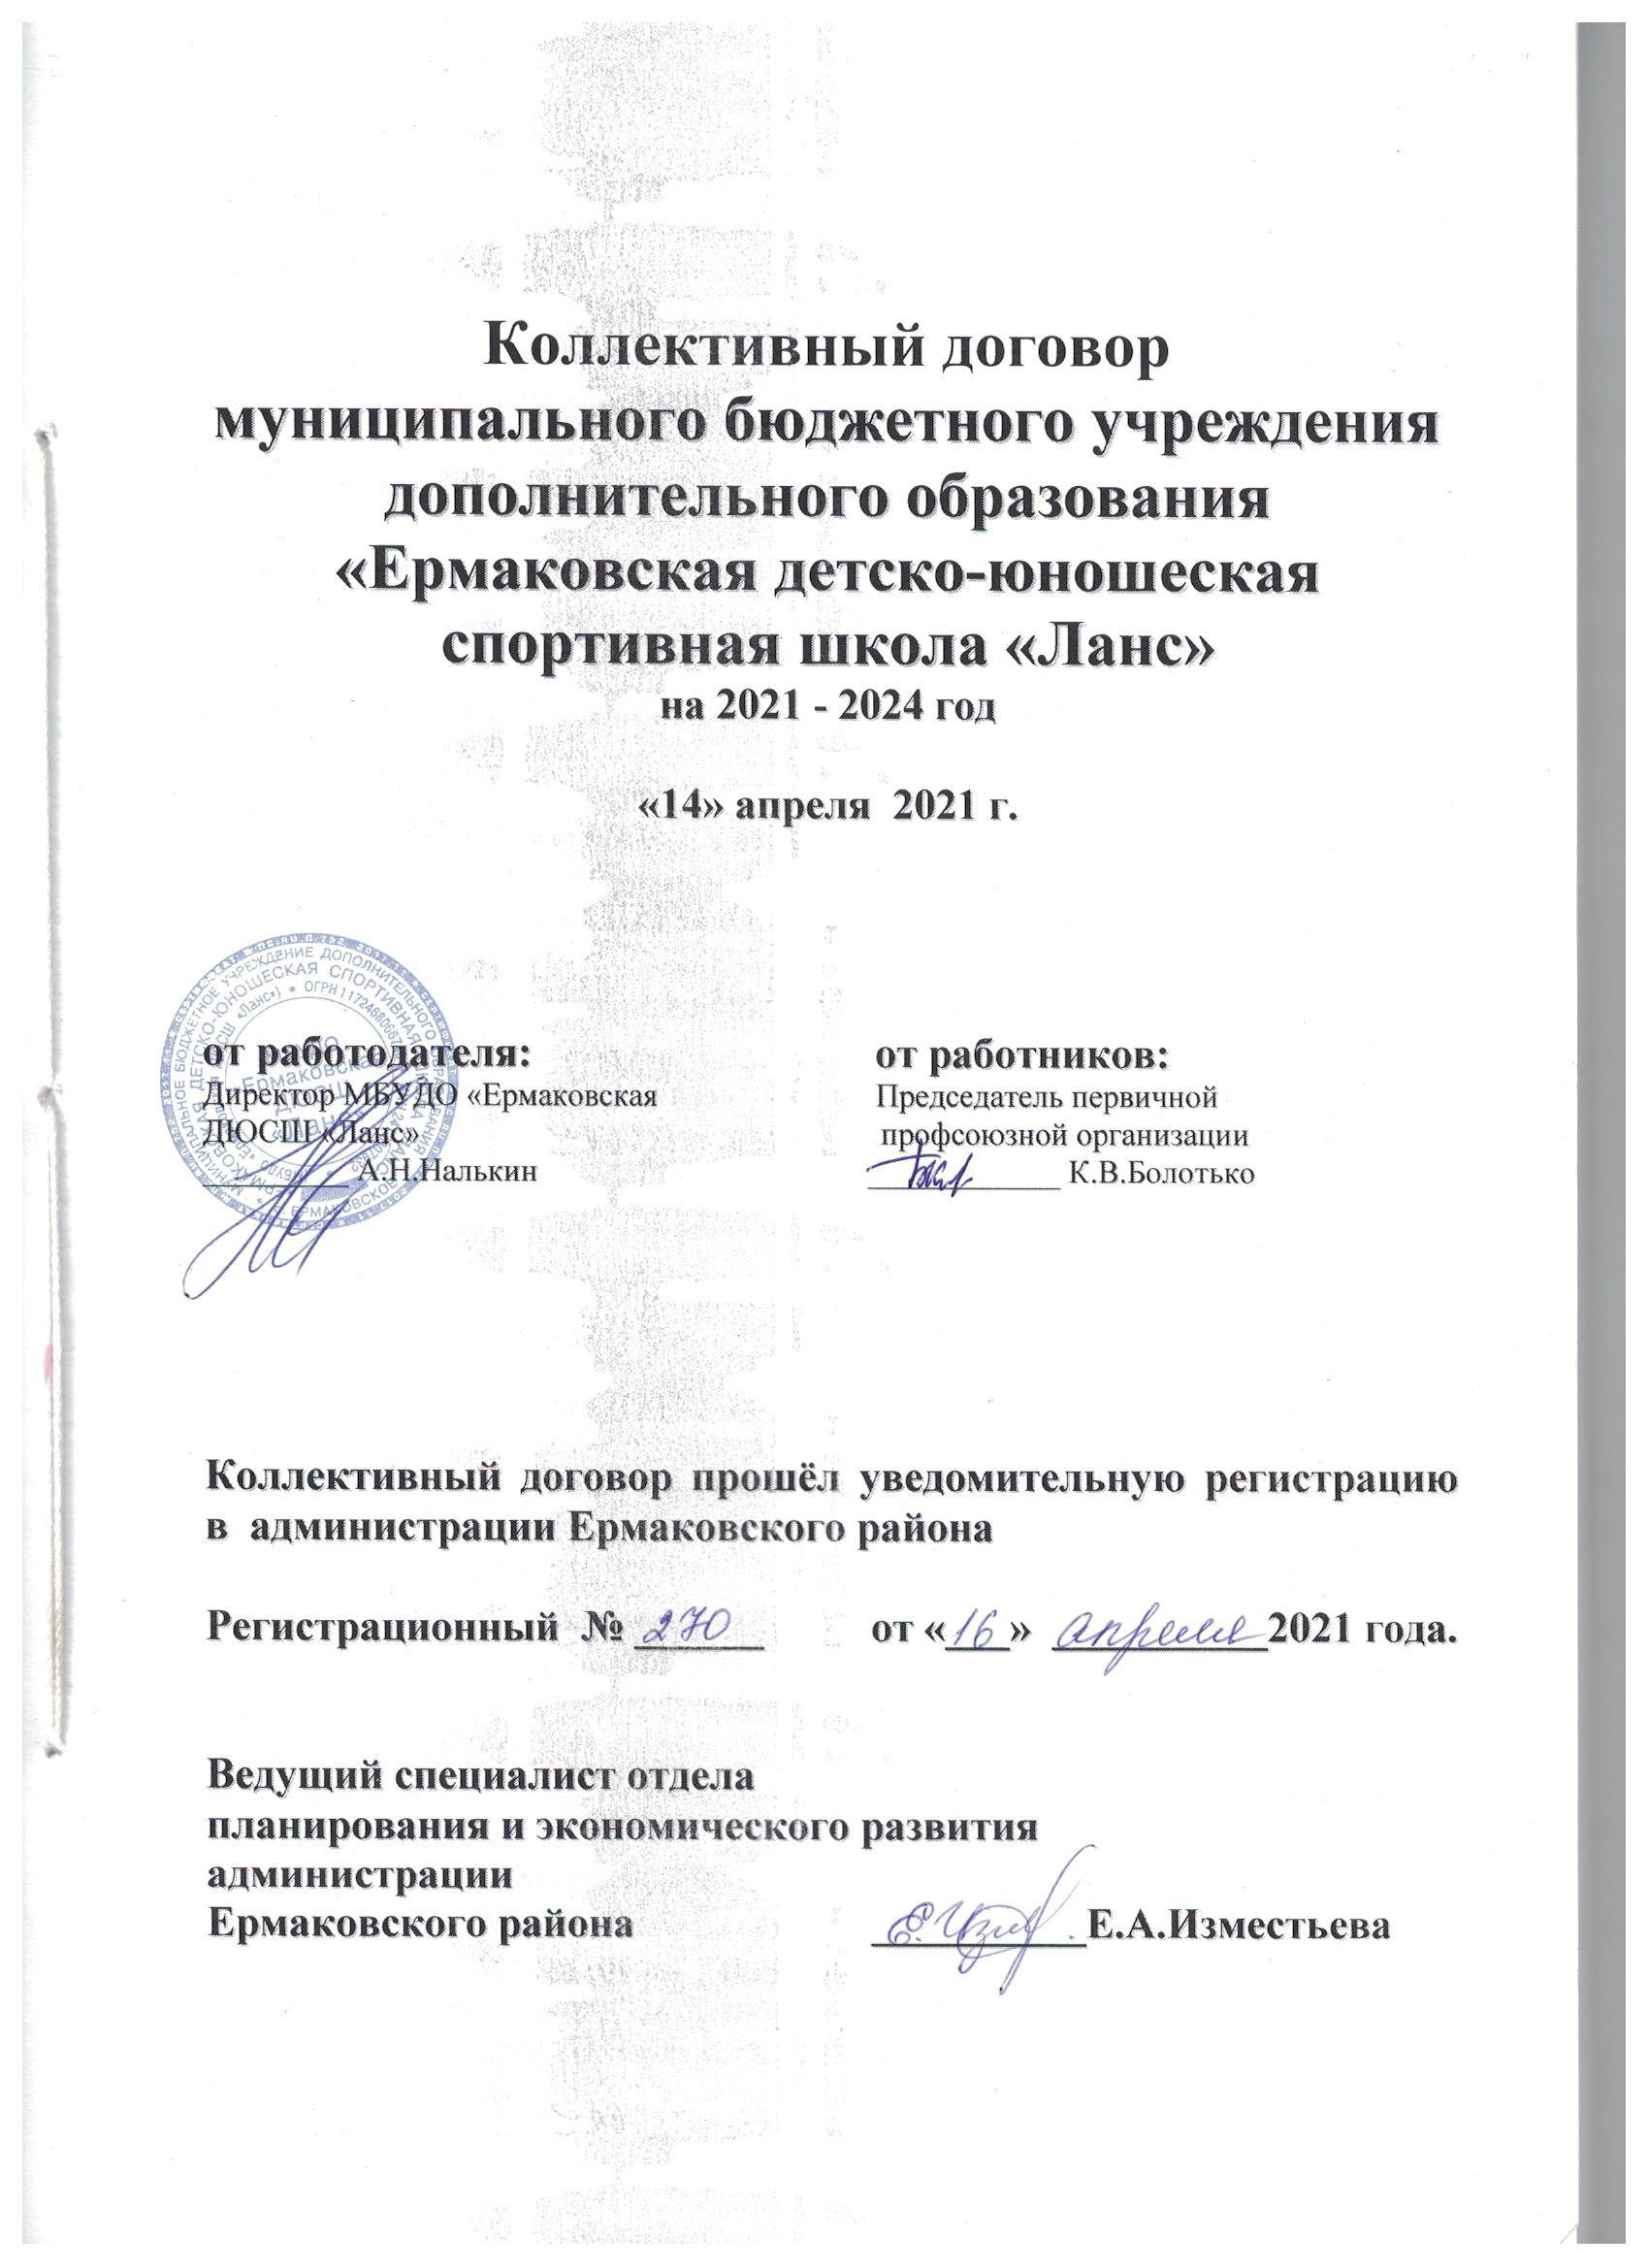 Коллективный договор
муниципального бюджетного учреждения
дополнительного образования
«Ермаковская детско-юношеская
спортивная школа «Ланс»
на 2021 - 2024 год
«14» апреля 2021 г.
от работодателя:
Директор МБУДО «Ермаковская
ДЮСШ «Ланс»
А.Н.Налькин
от работников:
Председатель первичной
профсоюзной организации
К.В.Болотько
Коллективный договор прошёл уведомительную регистрацию
в администрации Ермаковского района
Регистрационный № 270 от «16» апреля 2021 года.
Ведущий специалист отдела
планирования и экономического развития
администрации
Ермаковского района Е.А.Изместьева